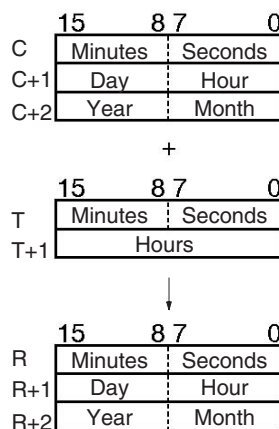 15 8 7 0
C Minutes Seconds
C+1 Day Hour
C+2 Year Month
+
15 8 7 0
T Minutes Seconds
T+1 Hours
15 8 7 0
R Minutes Seconds
R+1 Day Hour
R+2 Year Month